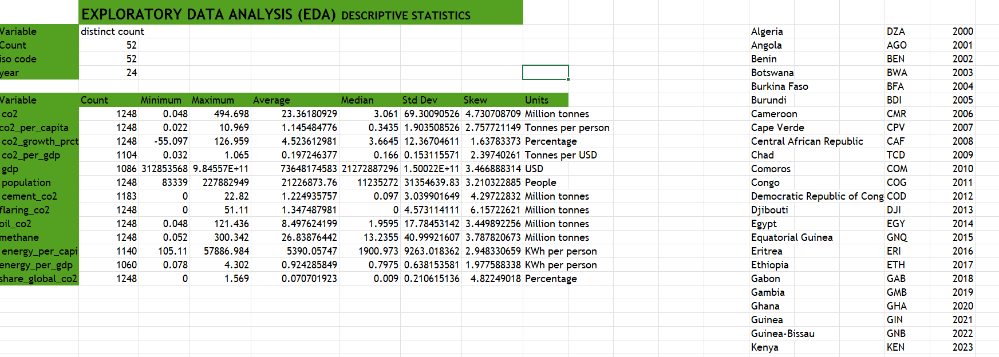 EXPLORATORY DATA ANALYSIS (EDA) DESCRIPTIVE STATISTICS
Variable distinct count Algeria DZA 2000
Count 52 Angola AGO 2001
iso code 52 Benin BEN 2002
year 24 Botswana BWA 2003
Burkina Faso BFA 2004
Variable Count Minimum Maximum Average Median Std Dev Skew Units Burundi BDI 2005
co2 1248 0.048 494.698 23.36180929 3.061 69.30090526 4.730708709 Million tonnes Cameroon CMR 2006
co2_per_capita 1248 0.022 10.969 1.145484776 0.3435 1.903508526 2.757721149 Tonnes per person Cape Verde CPV 2007
co2_growth_prct 1248 -55.097 126.959 4.523612981 3.6645 12.36704611 1.63783373 Percentage Central African Republic CAF 2008
co2_per_gdp 1104 0.032 1.065 0.197246377 0.166 0.153115571 2.39740261 Tonnes per USD Chad TCD 2009
gdp 1086 312853568 9.84557E+11 73648174583 21272887296 1.50022E+11 3.466888314 USD Comoros COM 2010
population 1248 83339 227882949 21226873.76 11235272 31354639.83 3.210322885 People Congo COG 2011
cement_co2 1183 0 22.82 1.224935757 0.097 3.039901649 4.29722832 Million tonnes Democratic Republic of Cong COD 2012
flaring_co2 1248 0 51.11 1.347487981 0 4.573114111 6.15722621 Million tonnes Djibouti DJI 2013
oil_co2 1248 0.048 121.436 8.497624199 1.9595 17.78453142 3.449892256 Million tonnes Egypt EGY 2014
methane 1248 0.052 300.342 26.83876442 13.2355 40.99921607 3.787820673 Million tonnes Equatorial Guinea GNQ 2015
energy_per_capi 1140 105.11 57886.984 5390.05747 1900.973 9263.018362 2.948330659 KWh per person Eritrea ERI 2016
energy_per_gdp 1060 0.078 4.302 0.924285849 0.7975 0.638153581 1.977588338 KWh per person Ethiopia ETH 2017
share_global_co2 1248 0 1.569 0.070701923 0.009 0.210615136 4.82249018 Percentage Gabon GAB 2018
Gambia GMB 2019
Ghana GHA 2020
Guinea GIN 2021
Guinea-Bissau GNB 2022
Kenya KEN 2023